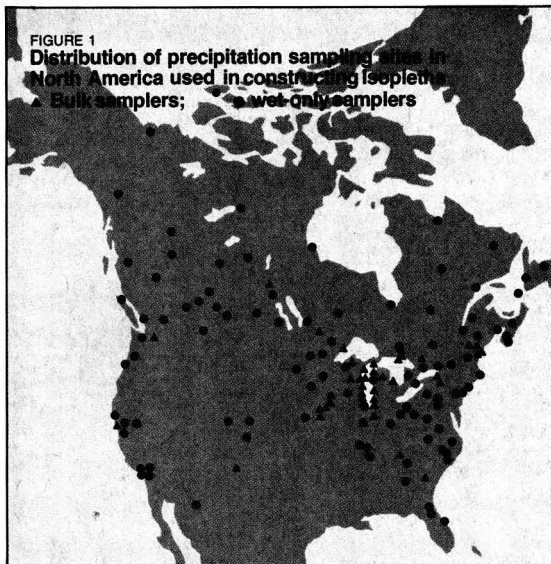 FIGURE 1
Distribution of precipitation sampling sites in
North America used in constructing isopleths
▲ Bulk samplers; ● wet-only samplers